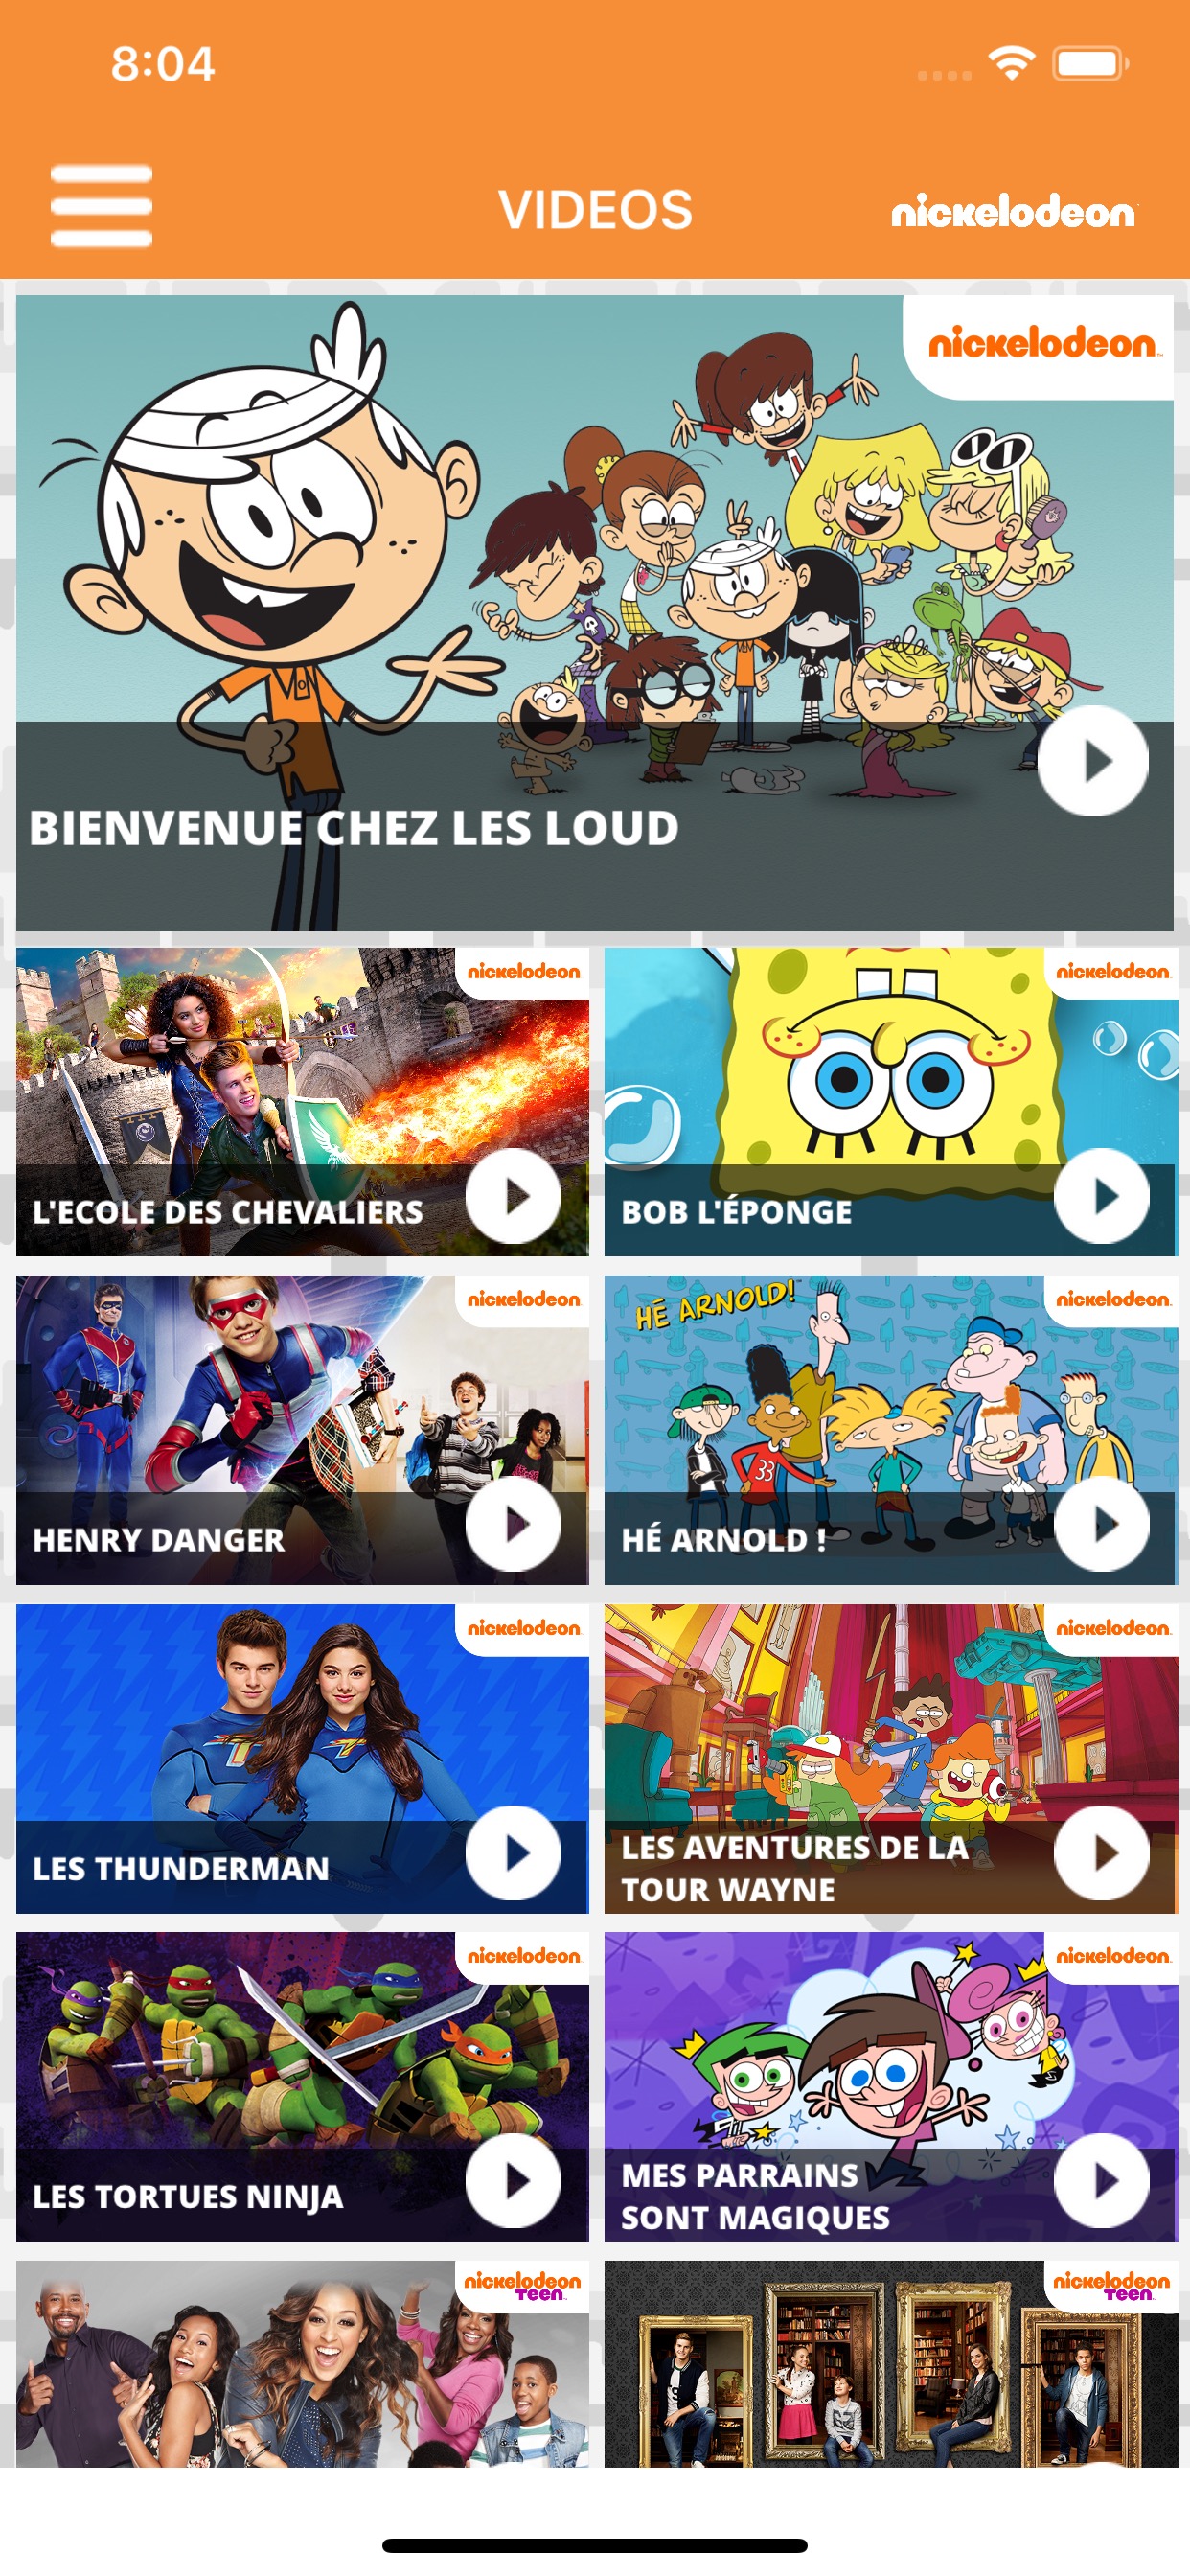 8:04
VIDEOS
nickelodeon
nickelodeon
BIENVENUE CHEZ LES LOUD
nickelodeon
L'ECOLE DES CHEVALIERS
nickelodeon
BOB L'ÉPONGE
nickelodeon
HENRY DANGER
HÉ ARNOLD!
nickelodeon
33
HÉ ARNOLD !
nickelodeon
LES THUNDERMAN
nickelodeon
LES AVENTURES DE LA
TOUR WAYNE
nickelodeon
LES TORTUES NINJA
nickelodeon
MES PARRAINS
SONT MAGIQUES
nickelodeon
TEEN
nickelodeon
TEEN